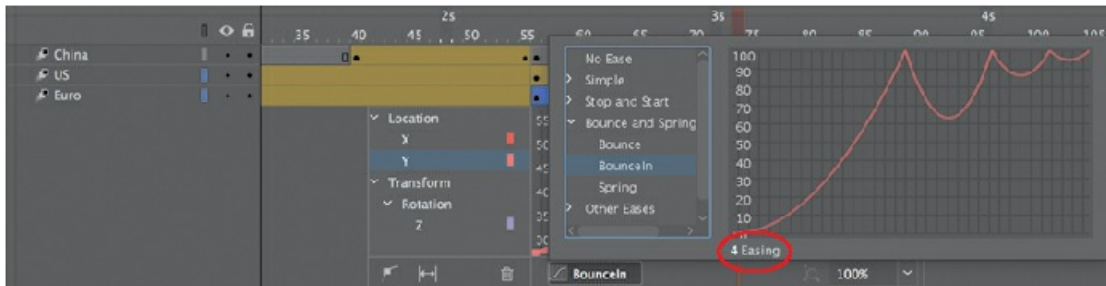 2s 3s 4s
35 40 45 50 55 60 65 70 75 80 85 90 95 100 105
China
US
Euro
Location
X
Y
Transform
Rotation
Z
No Ease
Simple
Stop and Start
Bounce and Spring
Bounce
BounceIn
Spring
Other Eases
100
90
80
70
60
50
40
30
20
10
4 Easing
BounceIn
100%